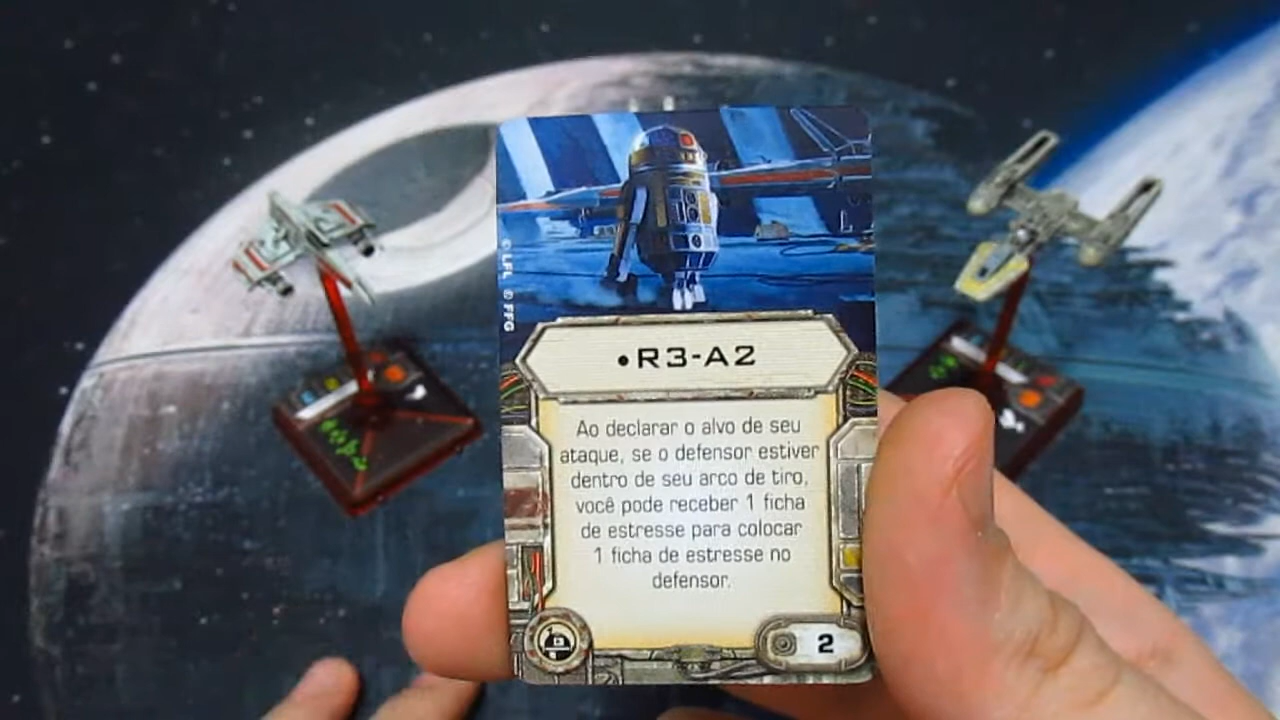 © LFL © FFG
•R3-A2
Ao declarar o alvo de seu
ataque, se o defensor estiver
dentro de seu arco de tiro,
você pode receber 1 ficha
de estresse para colocar
1 ficha de estresse no
defensor.
2